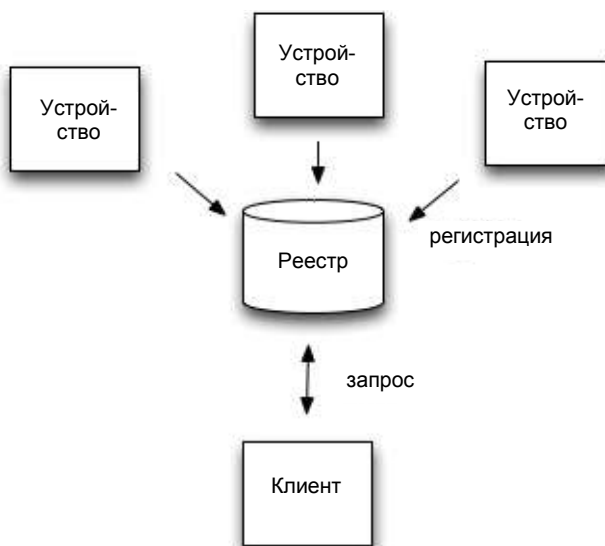 Устрой-
ство
Устрой-
ство
Устрой-
ство
регистрация
Реестр
запрос
Клиент